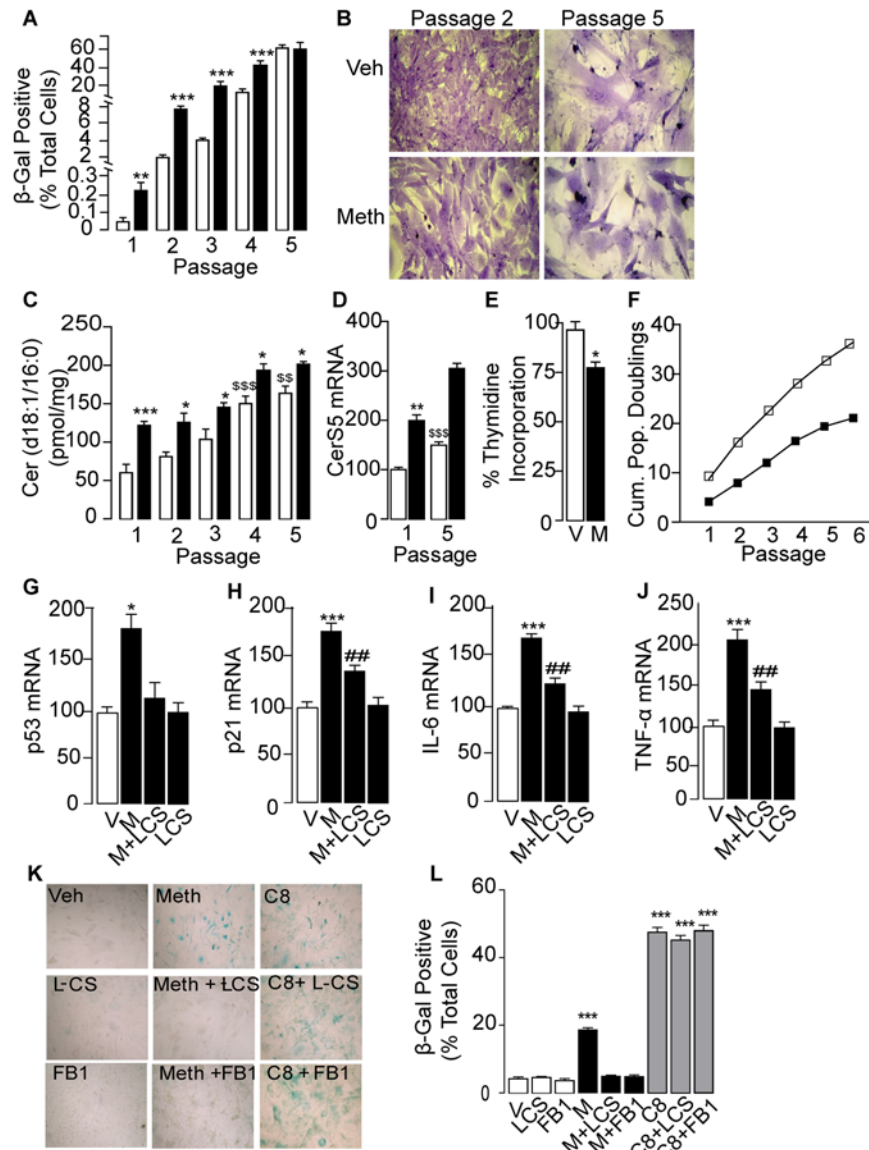 A
β-Gal Positive
(% Total Cells)
80
60
40
20
8
6
4
2
0.3
0.2
0.1
0
**
***
***
***
1 2 3 4 5
Passage
B
Passage 2 Passage 5
Veh
Meth
C
Cer (d18:1/16:0)
(pmol/mg)
250
200
150
100
50
0
***
*
*
$$$
*
$$
*
1 2 3 4 5
Passage
D
CerS5 mRNA
400
300
200
100
0
**
$$$
1 5
Passage
E
% Thymidine
Incorporation
100
75
50
25
0
*
V M
F
Cum. Pop. Doublings
40
30
20
10
0
1 2 3 4 5 6
Passage
G
p53 mRNA
200
150
100
50
0
*
V
M
M+LCS
LCS
H
p21 mRNA
200
150
100
50
0
***
##
V
M
M+LCS
LCS
I
IL-6 mRNA
200
150
100
50
0
***
##
V
M
M+LCS
LCS
J
TNF-α mRNA
250
200
150
100
50
0
***
##
V
M
M+LCS
LCS
K
Veh Meth C8
L-CS Meth + LCS C8+ L-CS
FB1 Meth +FB1 C8 + FB1
L
β-Gal Positive
(% Total Cells)
60
40
20
0
***
***
***
***
V
LCS
FB1
M
M+LCS
M+FB1
C8
C8+LCS
C8+FB1